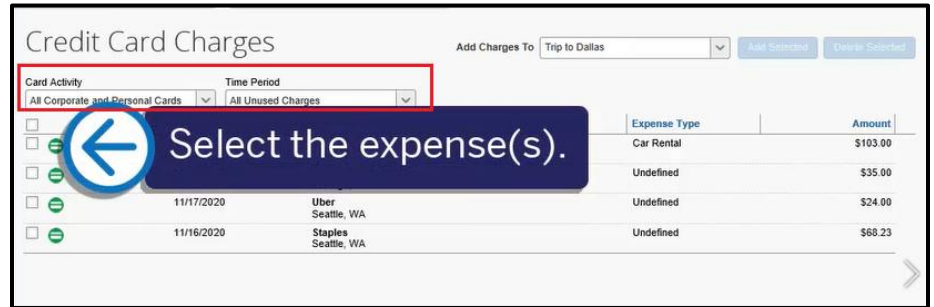 Credit Card Charges
Add Charges To Trip to Dallas Add Selected Delete Selected
Card Activity Time Period
All Corporate and Personal Cards All Unused Charges
Expense Type Amount
Select the expense(s).
Car Rental $103.00
Undefined $35.00
11/17/2020 Uber Undefined $24.00
Seattle, WA
11/16/2020 Staples Undefined $68.23
Seattle, WA